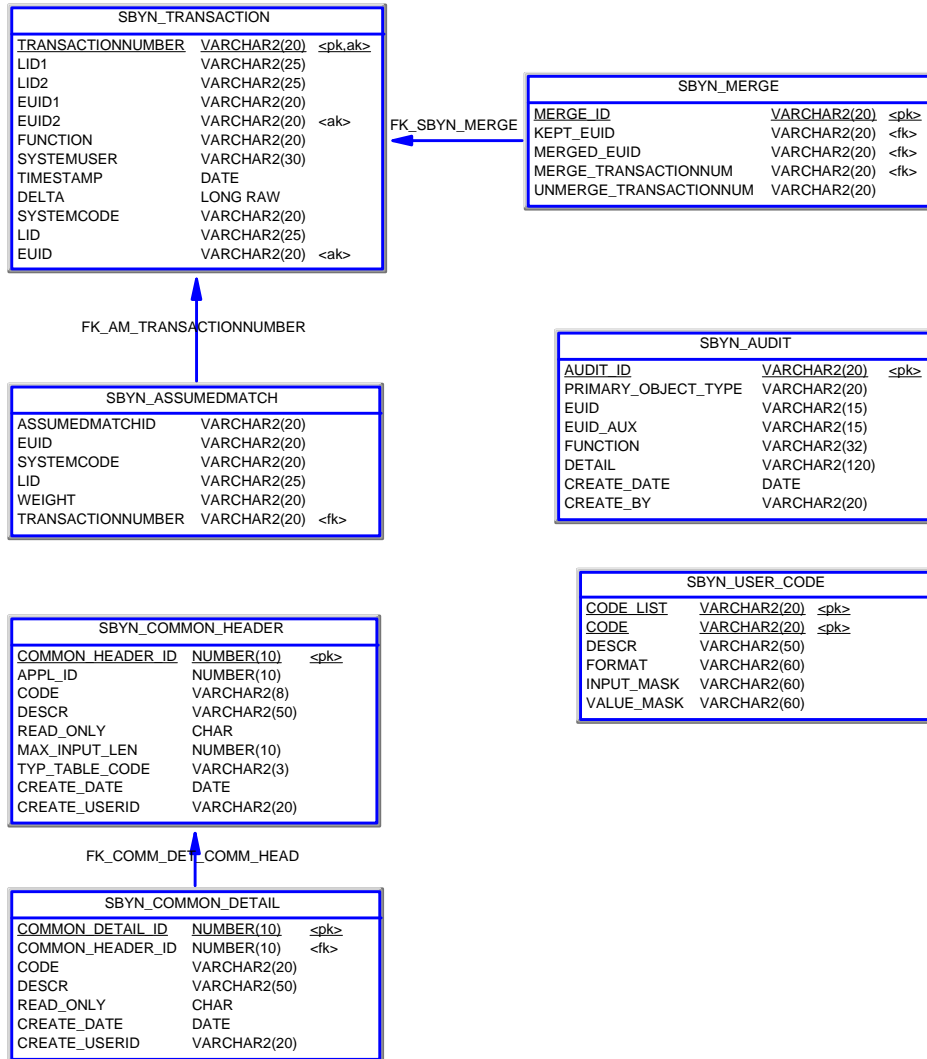 SBYN_TRANSACTION
TRANSACTIONNUMBER VARCHAR2(20) <pk,ak>
LID1 VARCHAR2(25)
LID2 VARCHAR2(25)
EUID1 VARCHAR2(20)
EUID2 VARCHAR2(20) <ak>
FUNCTION VARCHAR2(20)
SYSTEMUSER VARCHAR2(30)
TIMESTAMP DATE
DELTA LONG RAW
SYSTEMCODE VARCHAR2(20)
LID VARCHAR2(25)
EUID VARCHAR2(20) <ak>
FK_SBYN_MERGE
SBYN_MERGE
MERGE_ID VARCHAR2(20) <pk>
KEPT_EUID VARCHAR2(20) <fk>
MERGED_EUID VARCHAR2(20) <fk>
MERGE_TRANSACTIONNUM VARCHAR2(20) <fk>
UNMERGE_TRANSACTIONNUM VARCHAR2(20)
FK_AM_TRANSACTIONNUMBER
SBYN_ASSUMEDMATCH
ASSUMEDMATCHID VARCHAR2(20)
EUID VARCHAR2(20)
SYSTEMCODE VARCHAR2(20)
LID VARCHAR2(25)
WEIGHT VARCHAR2(20)
TRANSACTIONNUMBER VARCHAR2(20) <fk>
SBYN_AUDIT
AUDIT_ID VARCHAR2(20) <pk>
PRIMARY_OBJECT_TYPE VARCHAR2(20)
EUID VARCHAR2(15)
EUID_AUX VARCHAR2(15)
FUNCTION VARCHAR2(32)
DETAIL VARCHAR2(120)
CREATE_DATE DATE
CREATE_BY VARCHAR2(20)
SBYN_USER_CODE
CODE_LIST VARCHAR2(20) <pk>
CODE VARCHAR2(20) <pk>
DESCR VARCHAR2(50)
FORMAT VARCHAR2(60)
INPUT_MASK VARCHAR2(60)
VALUE_MASK VARCHAR2(60)
SBYN_COMMON_HEADER
COMMON_HEADER_ID NUMBER(10) <pk>
APPL_ID NUMBER(10)
CODE VARCHAR2(8)
DESCR VARCHAR2(50)
READ_ONLY CHAR
MAX_INPUT_LEN NUMBER(10)
TYP_TABLE_CODE VARCHAR2(3)
CREATE_DATE DATE
CREATE_USERID VARCHAR2(20)
FK_COMM_DET_COMM_HEAD
SBYN_COMMON_DETAIL
COMMON_DETAIL_ID NUMBER(10) <pk>
COMMON_HEADER_ID NUMBER(10) <fk>
CODE VARCHAR2(20)
DESCR VARCHAR2(50)
READ_ONLY CHAR
CREATE_DATE DATE
CREATE_USERID VARCHAR2(20)